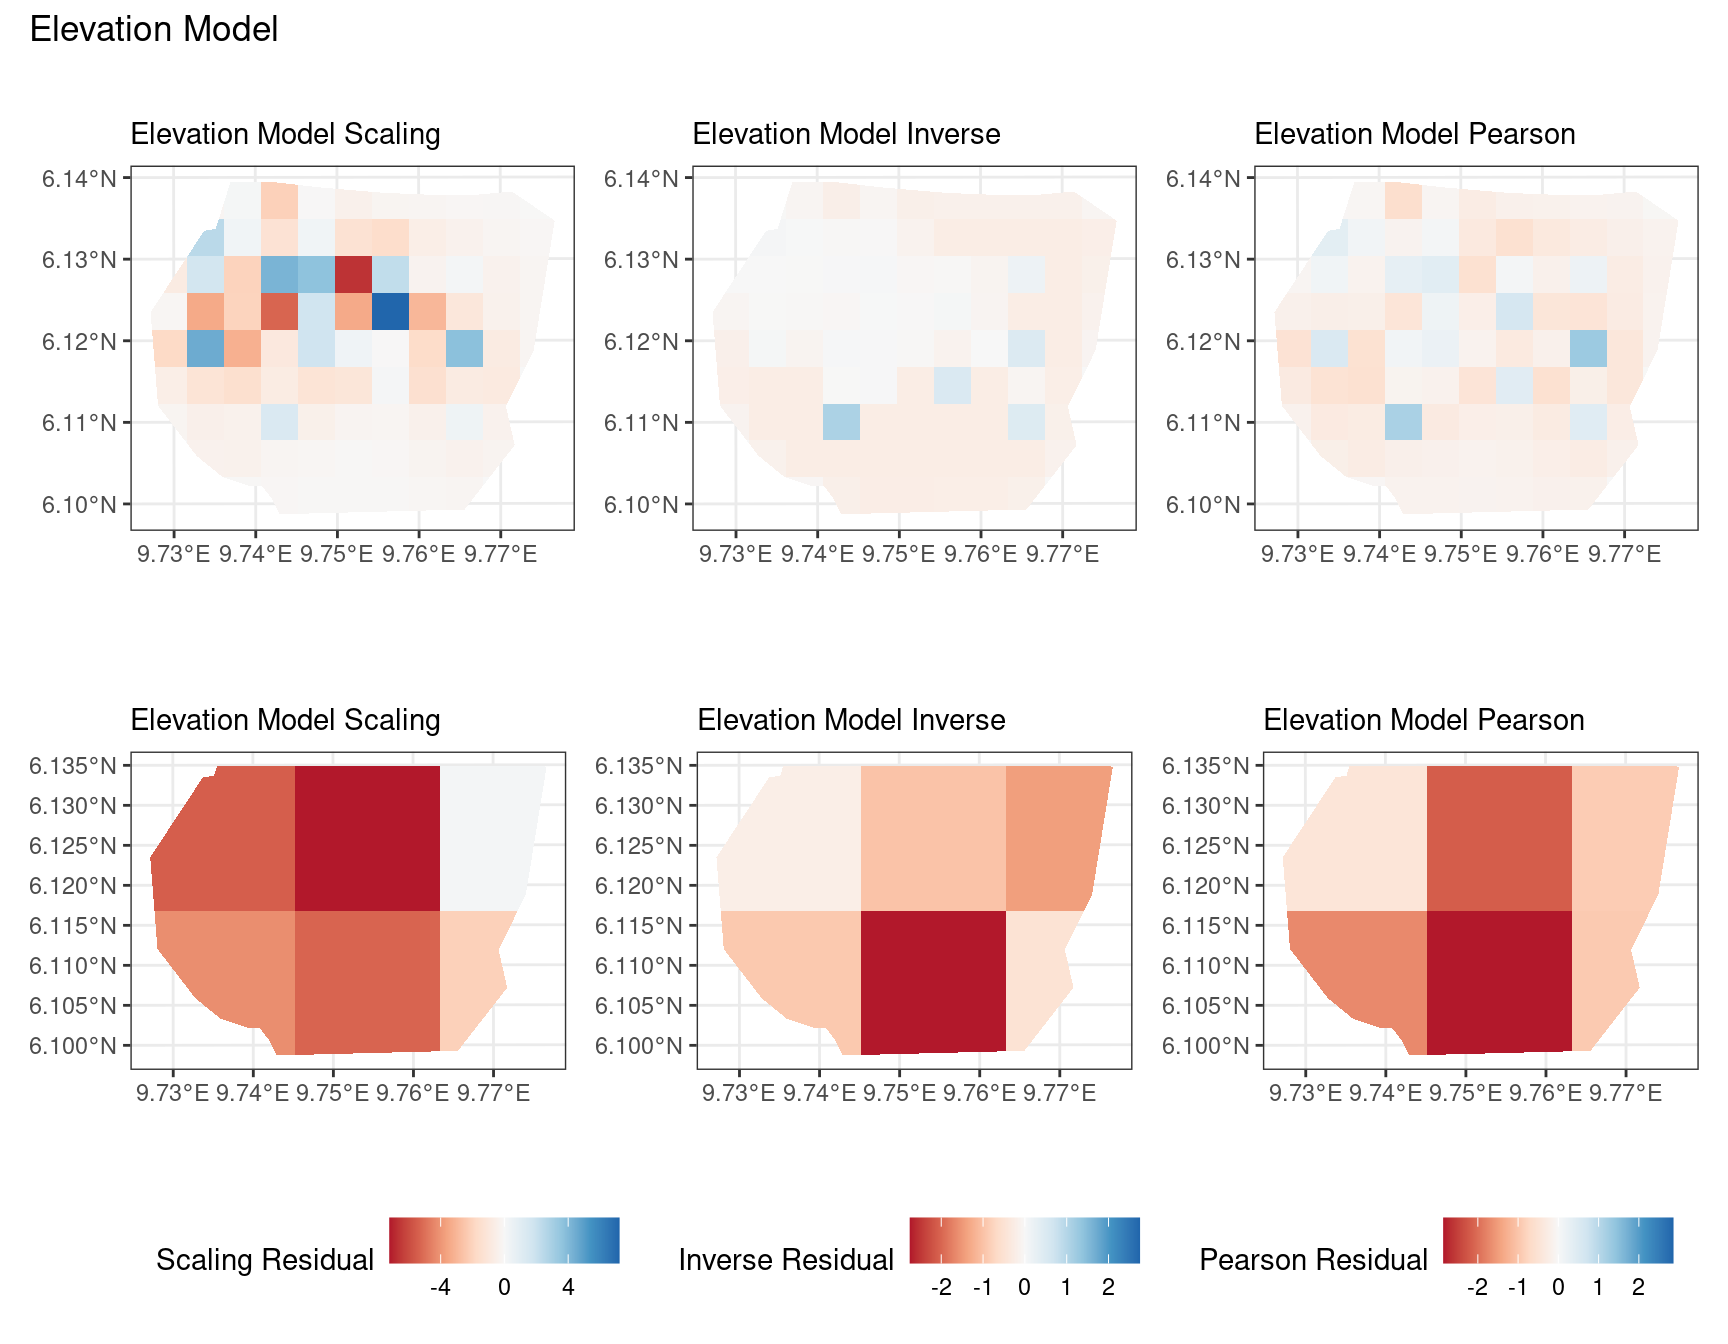 Elevation Model
Elevation Model Scaling
Elevation Model Inverse
Elevation Model Pearson
6.14°N
6.13°N
6.12°N
6.11°N
6.10°N
9.73°E 9.74°E 9.75°E 9.76°E 9.77°E
6.14°N
6.13°N
6.12°N
6.11°N
6.10°N
9.73°E 9.74°E 9.75°E 9.76°E 9.77°E
6.14°N
6.13°N
6.12°N
6.11°N
6.10°N
9.73°E 9.74°E 9.75°E 9.76°E 9.77°E
Elevation Model Scaling
Elevation Model Inverse
Elevation Model Pearson
6.135°N
6.130°N
6.125°N
6.120°N
6.115°N
6.110°N
6.105°N
6.100°N
9.73°E 9.74°E 9.75°E 9.76°E 9.77°E
6.135°N
6.130°N
6.125°N
6.120°N
6.115°N
6.110°N
6.105°N
6.100°N
9.73°E 9.74°E 9.75°E 9.76°E 9.77°E
6.135°N
6.130°N
6.125°N
6.120°N
6.115°N
6.110°N
6.105°N
6.100°N
9.73°E 9.74°E 9.75°E 9.76°E 9.77°E
Scaling Residual
-4 0 4
Inverse Residual
-2 -1 0 1 2
Pearson Residual
-2 -1 0 1 2